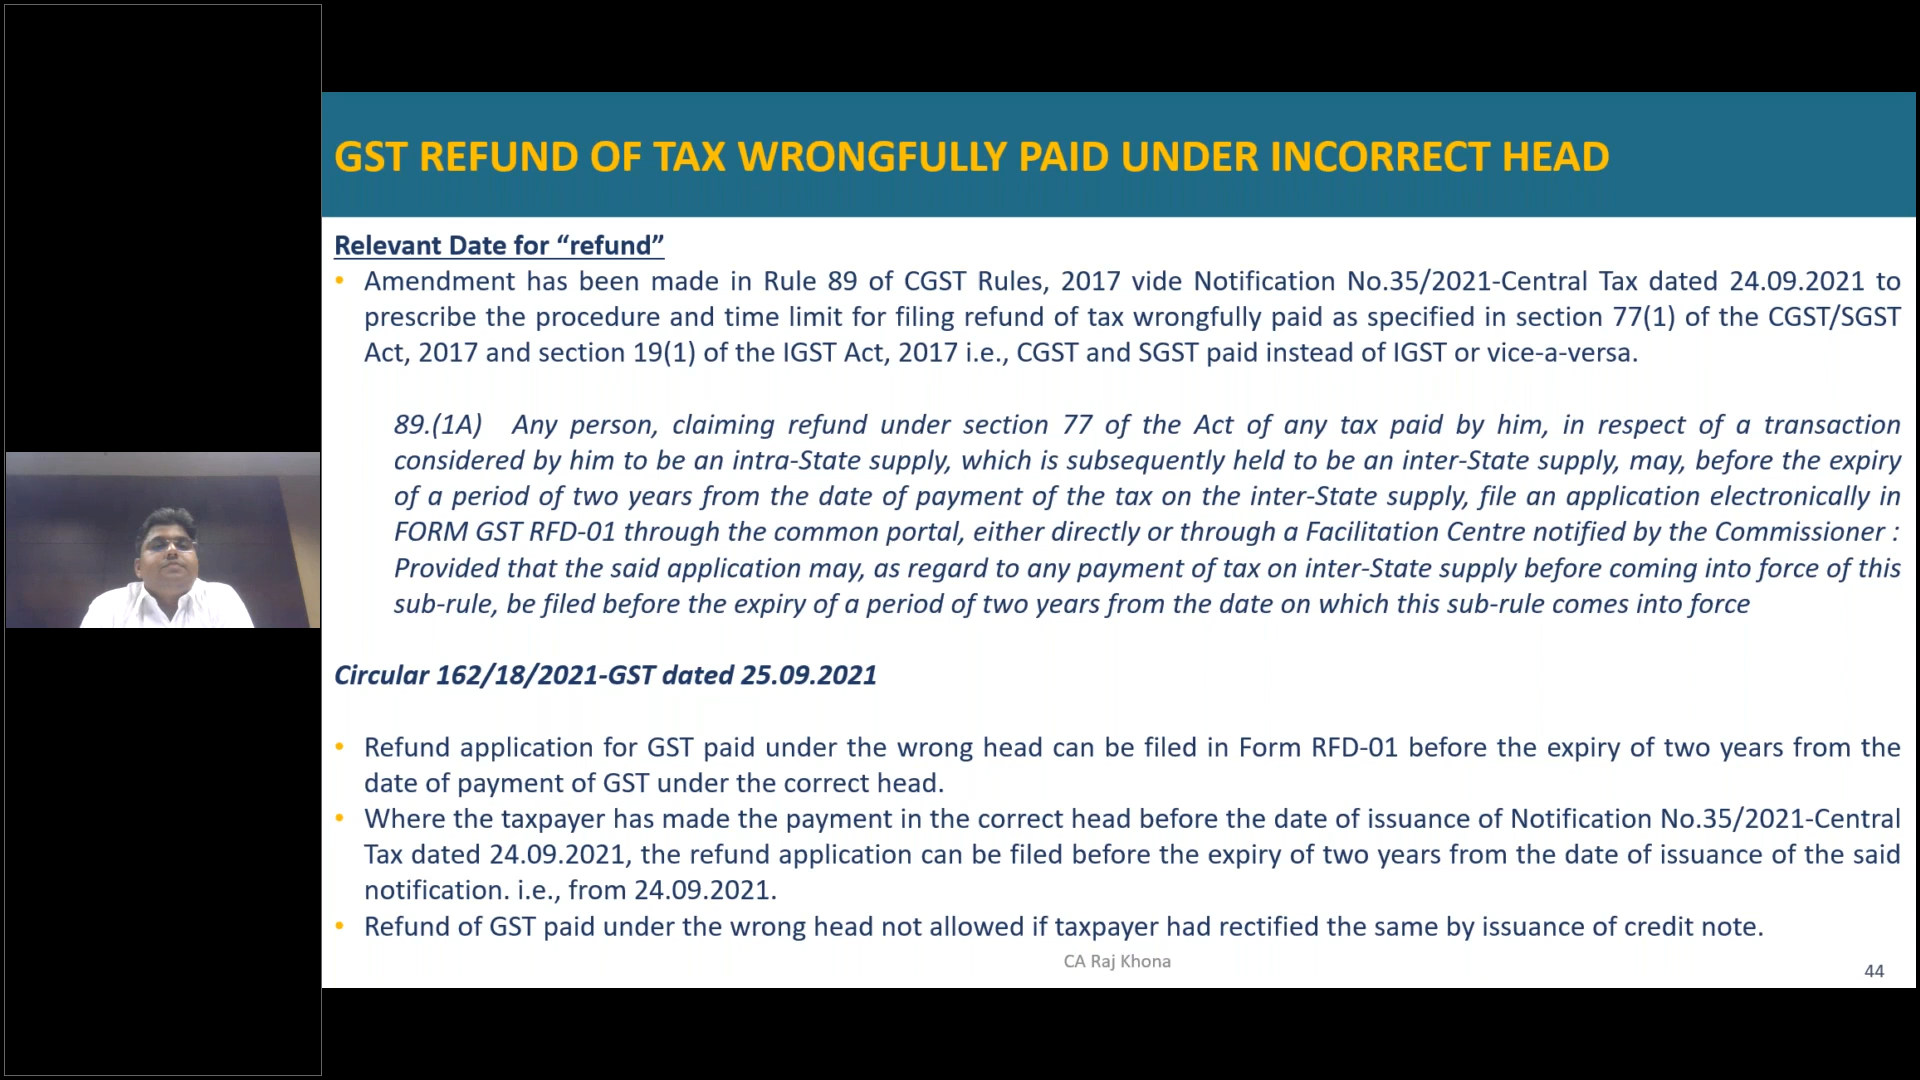 GST REFUND OF TAX WRONGFULLY PAID UNDER INCORRECT HEAD
Relevant Date for “refund”
• Amendment has been made in Rule 89 of CGST Rules, 2017 vide Notification No.35/2021-Central Tax dated 24.09.2021 to
prescribe the procedure and time limit for filing refund of tax wrongfully paid as specified in section 77(1) of the CGST/SGST
Act, 2017 and section 19(1) of the IGST Act, 2017 i.e., CGST and SGST paid instead of IGST or vice-a-versa.
89.(1A) Any person, claiming refund under section 77 of the Act of any tax paid by him, in respect of a transaction
considered by him to be an intra-State supply, which is subsequently held to be an inter-State supply, may, before the expiry
of a period of two years from the date of payment of the tax on the inter-State supply, file an application electronically in
FORM GST RFD-01 through the common portal, either directly or through a Facilitation Centre notified by the Commissioner :
Provided that the said application may, as regard to any payment of tax on inter-State supply before coming into force of this
sub-rule, be filed before the expiry of a period of two years from the date on which this sub-rule comes into force
Circular 162/18/2021-GST dated 25.09.2021
• Refund application for GST paid under the wrong head can be filed in Form RFD-01 before the expiry of two years from the
date of payment of GST under the correct head.
• Where the taxpayer has made the payment in the correct head before the date of issuance of Notification No.35/2021-Central
Tax dated 24.09.2021, the refund application can be filed before the expiry of two years from the date of issuance of the said
notification. i.e., from 24.09.2021.
• Refund of GST paid under the wrong head not allowed if taxpayer had rectified the same by issuance of credit note.
CA Raj Khona
44